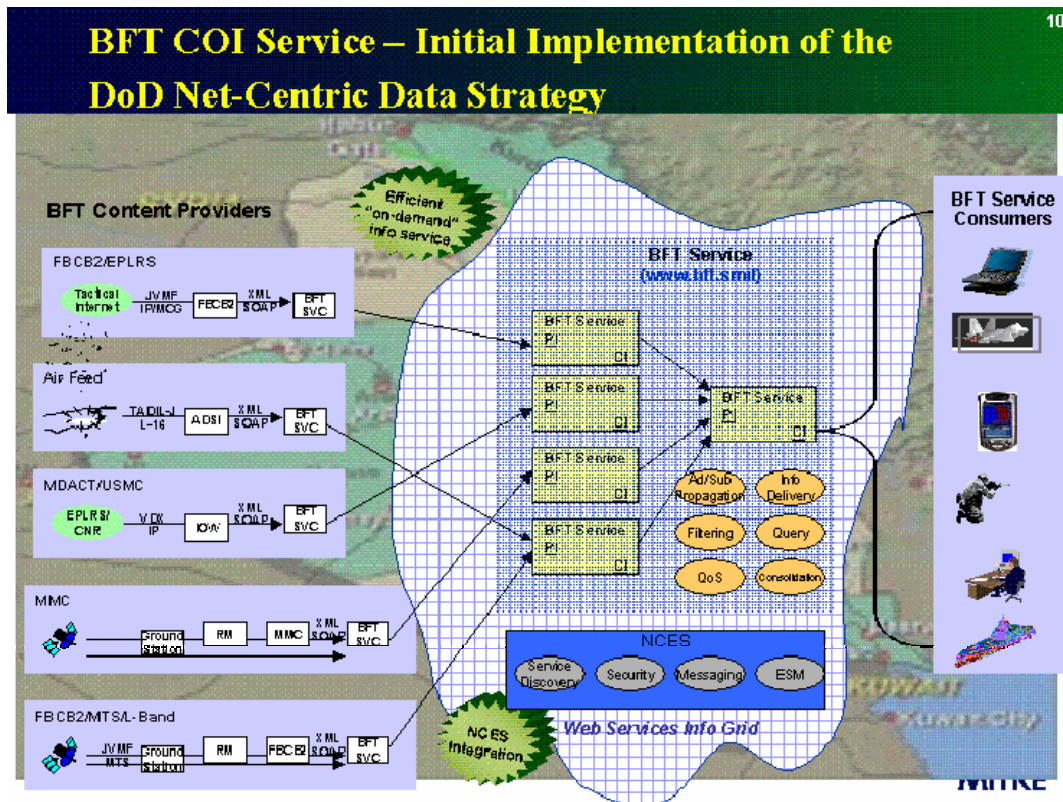 10
BFT COI Service – Initial Implementation of the
DoD Net-Centric Data Strategy
BFT Content Providers
Efficient
"on-demand"
info service
BFT Service
Consumers
FBCB2/EPLRS
Tactical
Internet
JVMF
IP/MCG
FBCB2
XML
SOAP
BFT
SVC
Air Feed
TADIL-J
L-16
ADSI
XML
SOAP
BFT
SVC
MDACT/USMC
EPLRS/
CNR
VDX
IP
IOW
XML
SOAP
BFT
SVC
MMC
Ground
Station
RM
MMC
XML
SOAP
BFT
SVC
FBCB2/MTS/L-Band
JVMF
MTS
Ground
Station
RM
FBCB2
XML
SOAP
BFT
SVC
BFT Service
(www.bft.smil)
BFT Service
PI
CI
BFT Service
PI
CI
BFT Service
PI
CI
BFT Service
PI
CI
BFT Service
PI
CI
Ad/Sub
Propagation
Info
Delivery
Filtering
Query
QoS
Consolidation
NCES
Service
Discovery
Security
Messaging
ESM
NCES
Integration
Web Services Info Grid
KUWAIT
Kuwait City
MITRE